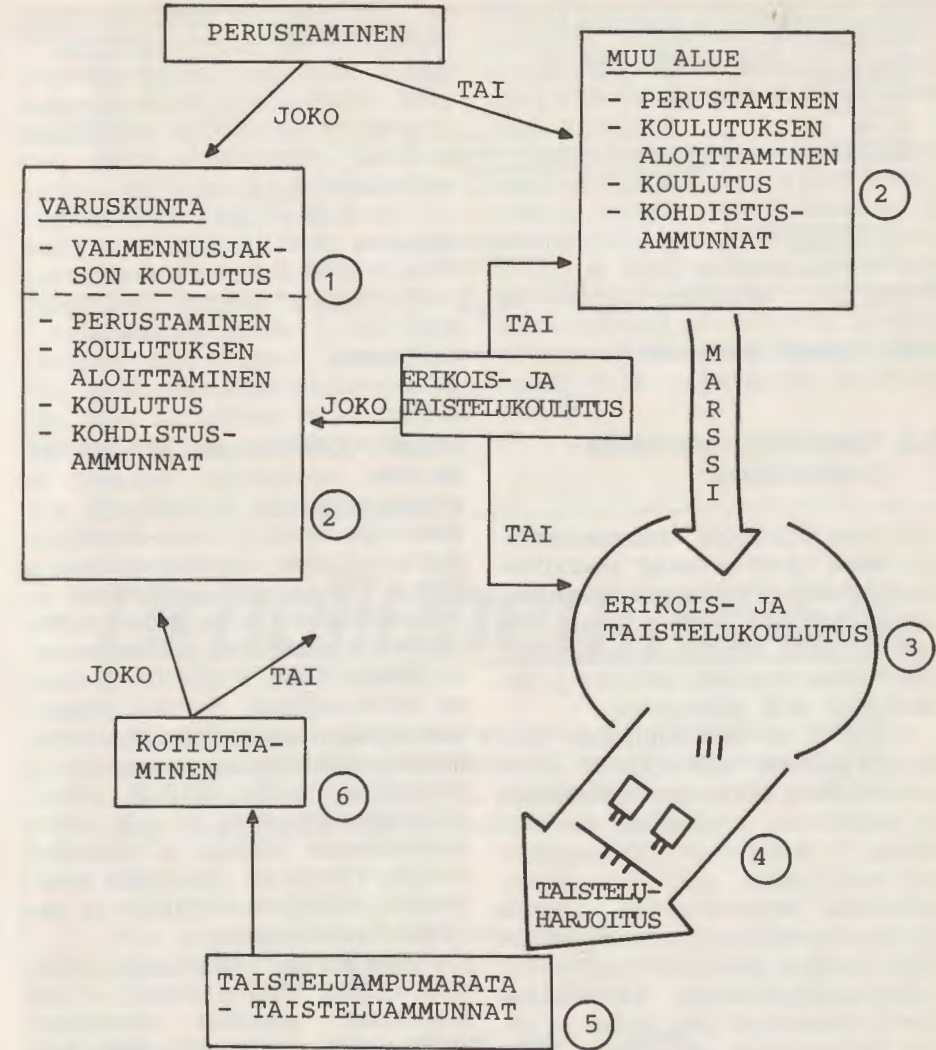 PERUSTAMINEN
JOKO
TAI
MUU ALUE
- PERUSTAMINEN
- KOULUTUKSEN
ALOITTAMINEN
- KOULUTUS
- KOHDISTUS-
AMMUNNAT
2
VARUSKUNTA
- VALMENNUSJAK-
SON KOULUTUS
1
- PERUSTAMINEN
- KOULUTUKSEN
ALOITTAMINEN
- KOULUTUS
- KOHDISTUS-
AMMUNNAT
2
TAI
ERIKOIS- JA
TAISTELUKOULUTUS
JOKO
TAI
MARSSI
ERIKOIS- JA
TAISTELUKOULUTUS
3
JOKO
TAI
KOTIUTTA-
MINEN
6
4
TAISTELU-
HARJOITUS
TAISTELUAMPUMARATA
- TAISTELUAMMUNNAT
5